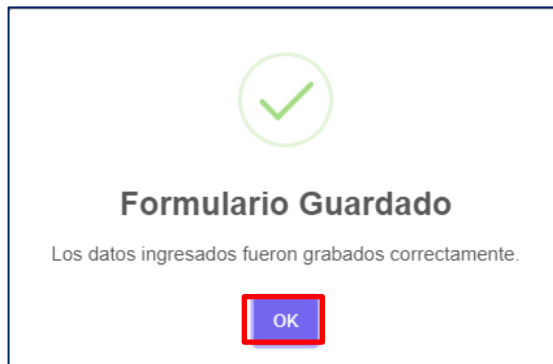 Formulario Guardado
Los datos ingresados fueron grabados correctamente.
OK